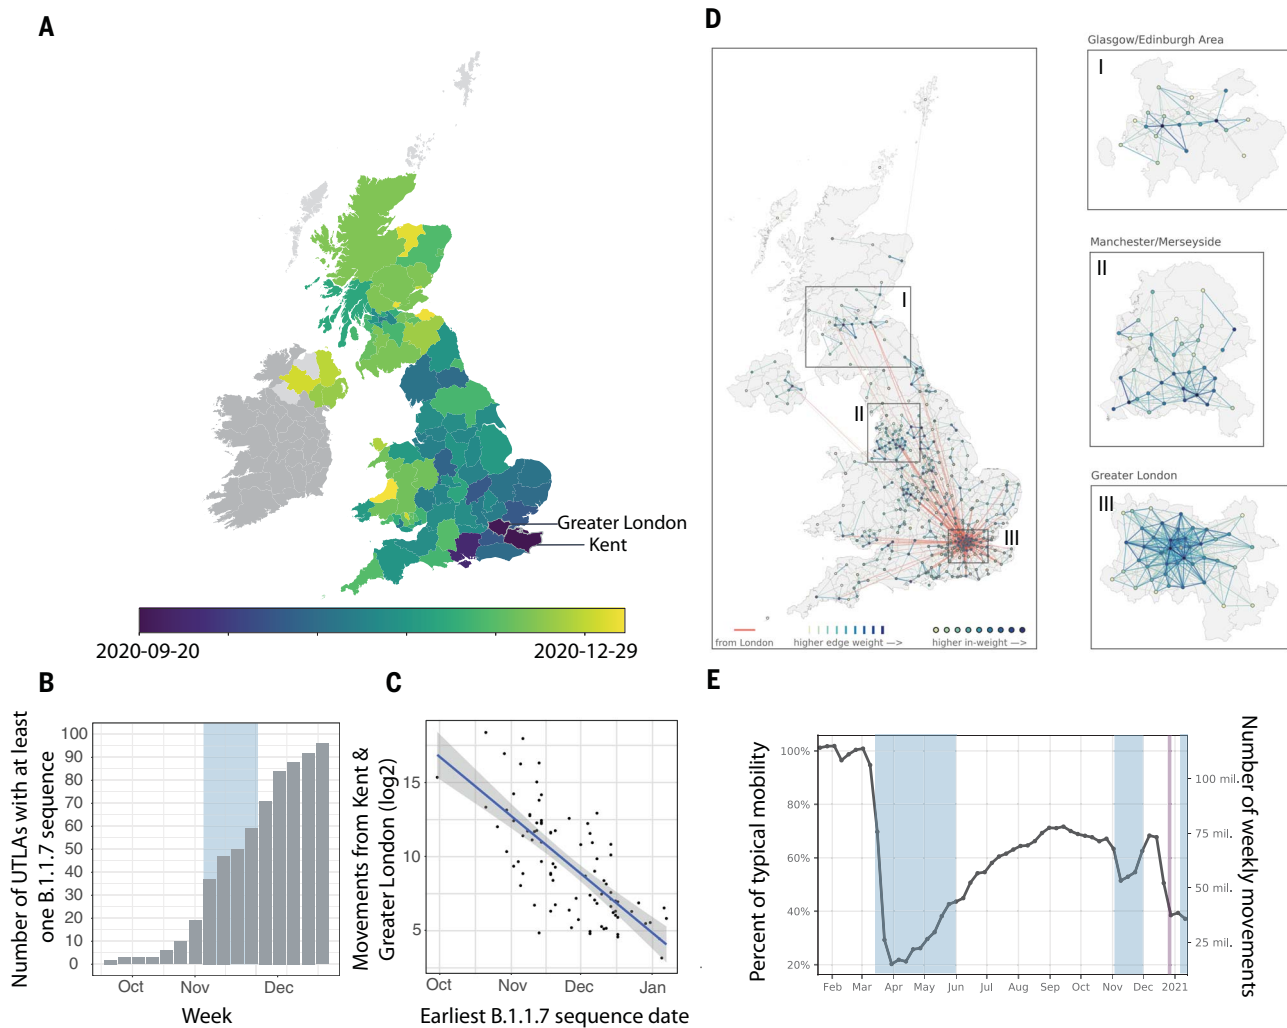 A
Greater London
Kent
2020-09-20
2020-12-29
B
Number of UTLAs with at least
one B.1.1.7 sequence
100
90
80
70
60
50
40
30
20
10
0
Oct
Nov
Dec
Week
C
Movements from Kent &
Greater London (log2)
15
10
5
Oct
Nov
Dec
Jan
Earliest B.1.1.7 sequence date
D
I
II
III
from London
higher edge weight —>
higher in-weight —>
Glasgow/Edinburgh Area
I
Manchester/Merseyside
II
Greater London
III
E
Percent of typical mobility
100%
80%
60%
40%
20%
Number of weekly movements
100 mil.
75 mil.
50 mil.
25 mil.
Feb
Mar
Apr
May
Jun
Jul
Aug
Sep
Oct
Nov
Dec
2021